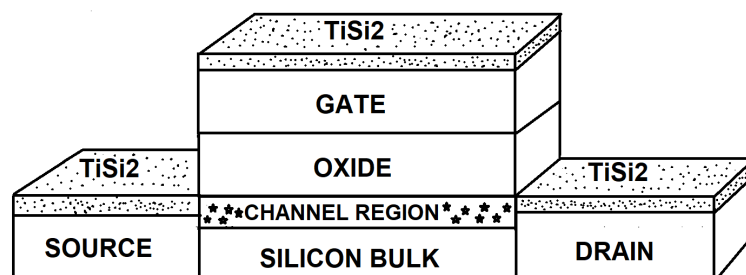 TiSi2
GATE
OXIDE
TiSi2
TiSi2
CHANNEL REGION
SOURCE
SILICON BULK
DRAIN